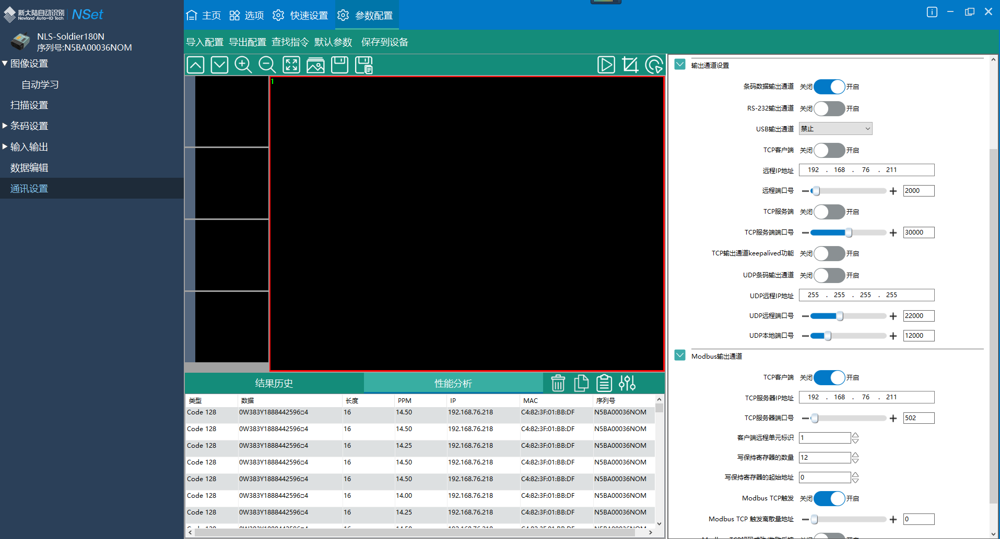 新大陆自动识别
Newland Auto-ID Tech
NSet
主页 选项 快速设置 参数配置
NLS-Soldier180N
序列号:N5BA00036NOM
导入配置 导出配置 查找指令 默认参数 保存到设备
图像设置
自动学习
扫描设置
条码设置
输入输出
数据编辑
通讯设置
1
输出通道设置
条码数据输出通道 关闭 开启
RS-232输出通道 关闭 开启
USB输出通道 禁止
TCP客户端 关闭 开启
远程IP地址 192 . 168 . 76 . 211
远程端口号 2000
TCP服务端 关闭 开启
TCP服务端端口号 30000
TCP输出通道keepalived功能 关闭 开启
UDP条码输出通道 关闭 开启
UDP远程IP地址 255 . 255 . 255 . 255
UDP远程端口号 22000
UDP本地端口号 12000
Modbus输出通道
TCP客户端 关闭 开启
TCP服务器IP地址 192 . 168 . 76 . 211
TCP服务器端口号 502
客户端远程单元标识 1
写保持寄存器的数量 12
写保持寄存器的起始地址 0
Modbus TCP触发 关闭 开启
Modbus TCP 触发离散量地址 0
结果历史 性能分析
类型 数据 长度 PPM IP MAC 序列号
Code 128 0W383Y1888442596□4 16 14.50 192.168.76.218 C4:82:3F:01:BB:DF N5BA00036NOM
Code 128 0W383Y1888442596□4 16 14.50 192.168.76.218 C4:82:3F:01:BB:DF N5BA00036NOM
Code 128 0W383Y1888442596□4 16 14.25 192.168.76.218 C4:82:3F:01:BB:DF N5BA00036NOM
Code 128 0W383Y1888442596□4 16 14.50 192.168.76.218 C4:82:3F:01:BB:DF N5BA00036NOM
Code 128 0W383Y1888442596□4 16 14.50 192.168.76.218 C4:82:3F:01:BB:DF N5BA00036NOM
Code 128 0W383Y1888442596□4 16 14.00 192.168.76.218 C4:82:3F:01:BB:DF N5BA00036NOM
Code 128 0W383Y1888442596□4 16 14.25 192.168.76.218 C4:82:3F:01:BB:DF N5BA00036NOM